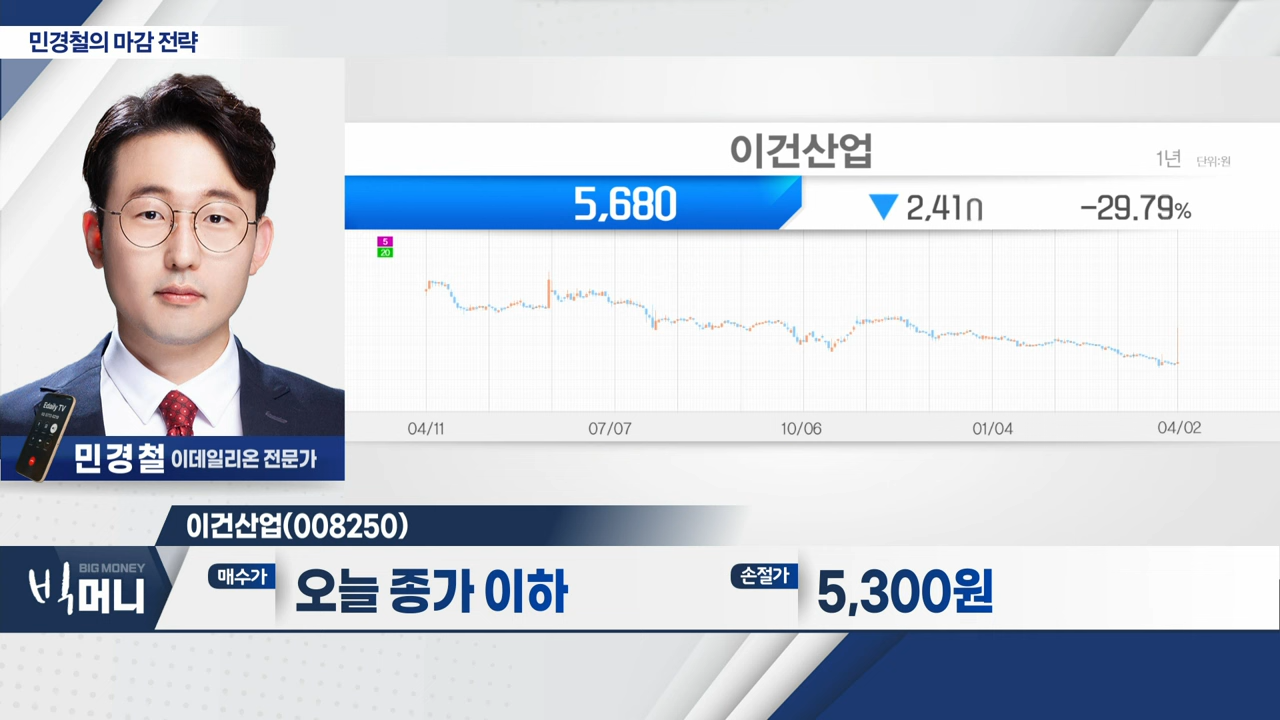 민경철의 마감 전략
이건산업
1년 단위:원
5,680 ▼ 2,41 -29.79%
5
20
04/11 07/07 10/06 01/04 04/02
Edaily TV
민경철 이데일리온 전문가
이건산업(008250)
BIG MONEY
빅머니
매수가 오늘 종가 이하 손절가 5,300원